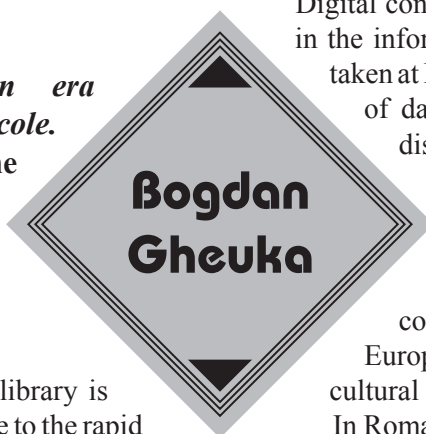 n era
cole.
library is
e to the rapid
Bogdan
Gheuka
Digital con
in the infor
taken at
of da
dis
co
Europ
cultural
In Roma